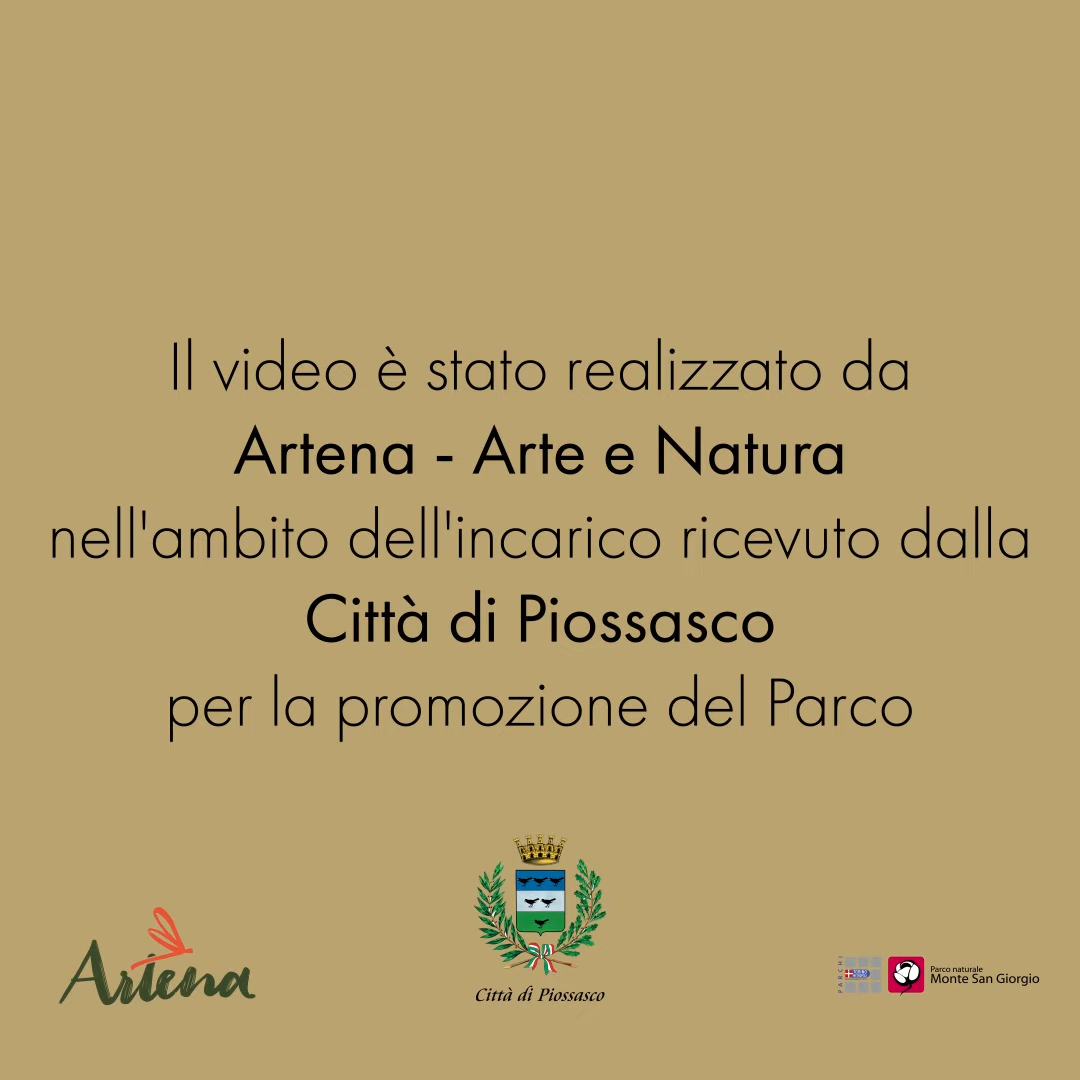 Il video è stato realizzato da
Artena - Arte e Natura
nell'ambito dell'incarico ricevuto dalla
Città di Piossasco
per la promozione del Parco
Artena
Città di Piossasco
PARCHI
Parco naturale
Monte San Giorgio